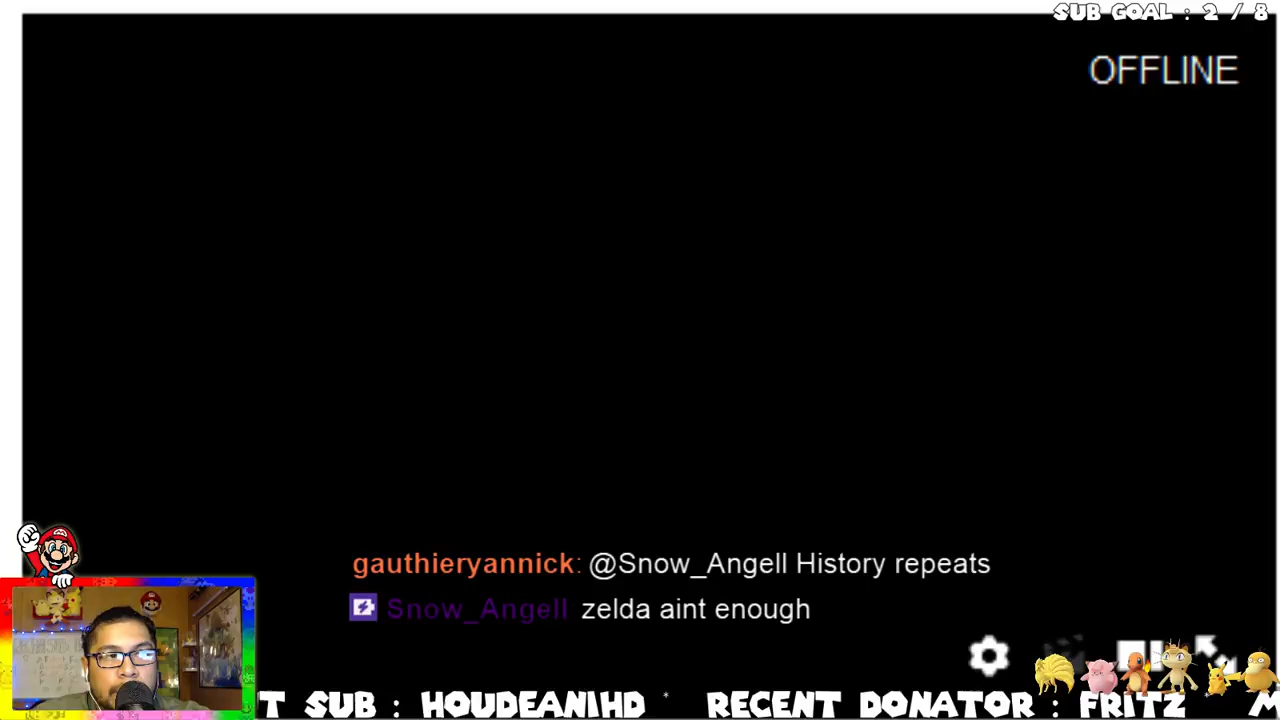 SUB GOAL : 2 / 8
OFFLINE
gauthieryannick: @Snow_Angell History repeats
Snow_Angell zelda aint enough
T SUB : HOUDEANIHD * RECENT DONATOR : FRITZ * M